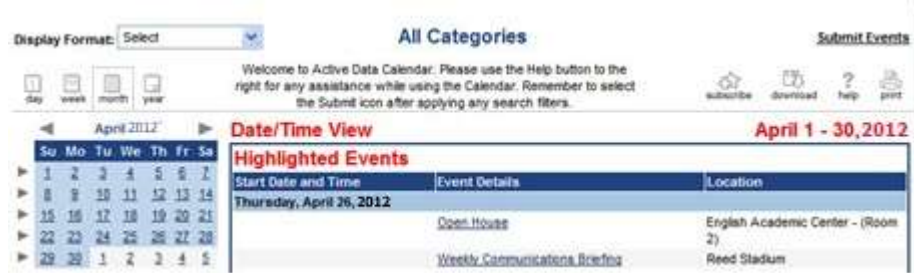 Display Format: Select
All Categories
Submit Events
day week month year
Welcome to Active Data Calendar. Please use the Help button to the
right for any assistance while using the Calendar. Remember to select
the Submit icon after applying any search filters.
subscribe download help print
April 2012
Date/Time View
April 1 - 30, 2012
Su Mo Tu We Th Fr Sa
1 2 3 4 5 6 7
8 9 10 11 12 13 14
15 16 17 18 19 20 21
22 23 24 25 26 27 28
29 30 1 2 3 4 5
Highlighted Events
Start Date and Time Event Details Location
Thursday, April 26, 2012
Open House
English Academic Center - (Room
2)
Weekly Communications Briefing
Reed Stadium